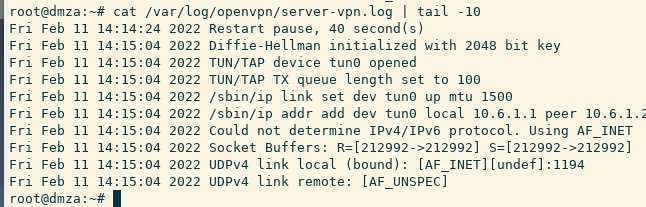 root@dmza:~# cat /var/log/openvpn/server-vpn.log | tail -10
Fri Feb 11 14:14:24 2022 Restart pause, 40 second(s)
Fri Feb 11 14:15:04 2022 Diffie-Hellman initialized with 2048 bit key
Fri Feb 11 14:15:04 2022 TUN/TAP device tun0 opened
Fri Feb 11 14:15:04 2022 TUN/TAP TX queue length set to 100
Fri Feb 11 14:15:04 2022 /sbin/ip link set dev tun0 up mtu 1500
Fri Feb 11 14:15:04 2022 /sbin/ip addr add dev tun0 local 10.6.1.1 peer 10.6.1.2
Fri Feb 11 14:15:04 2022 Could not determine IPv4/IPv6 protocol. Using AF_INET
Fri Feb 11 14:15:04 2022 Socket Buffers: R=[212992->212992] S=[212992->212992]
Fri Feb 11 14:15:04 2022 UDPv4 link local (bound): [AF_INET][undef]:1194
Fri Feb 11 14:15:04 2022 UDPv4 link remote: [AF_UNSPEC]
root@dmza:~#